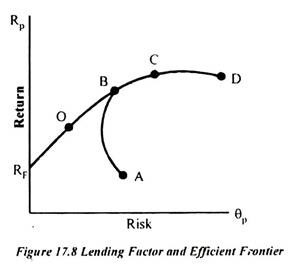 Rp
C
B
D
Return
O
RF
A
Risk
θp
Figure 17.8 Lending Factor and Efficient Frontier